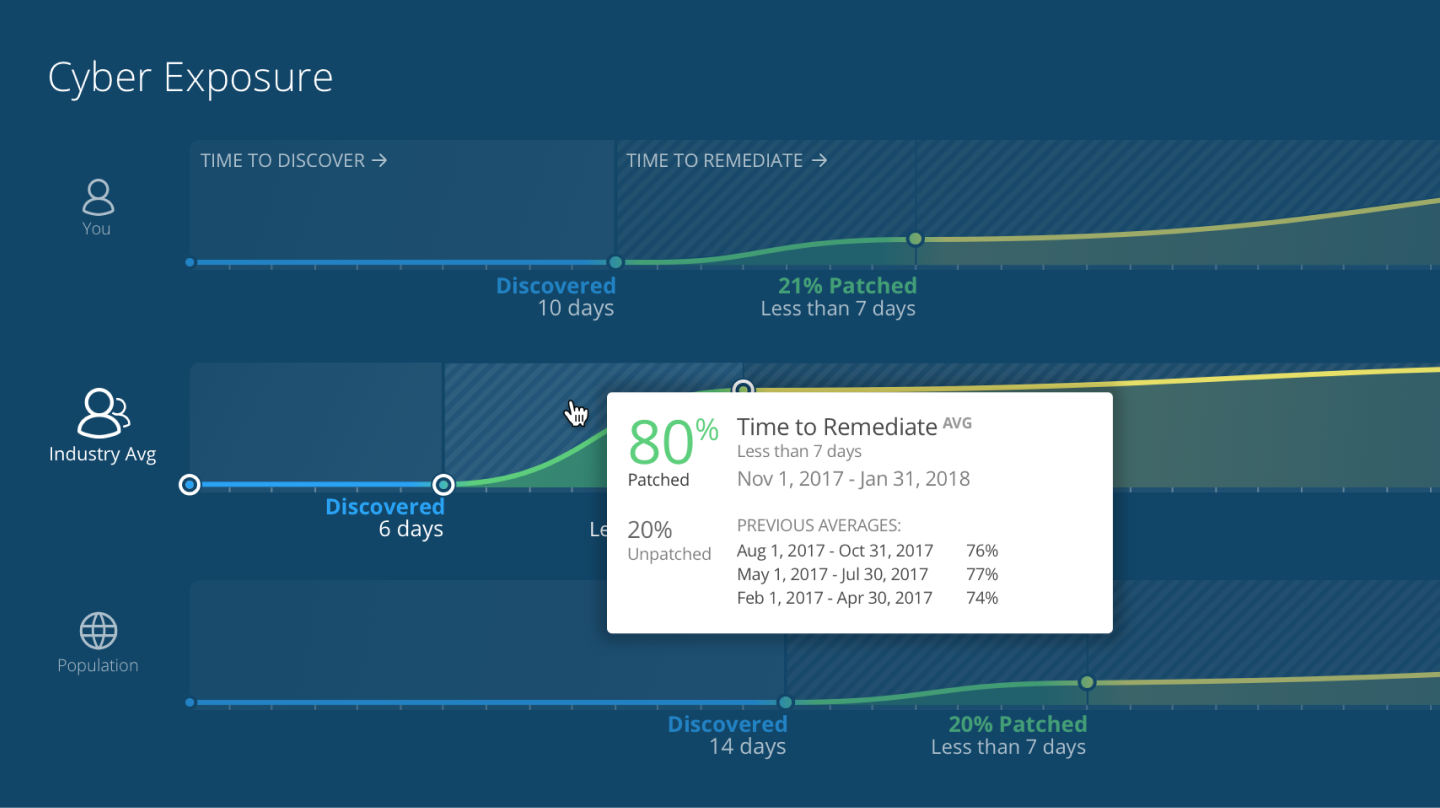 Cyber Exposure
TIME TO DISCOVER →
TIME TO REMEDIATE →
You
Discovered
10 days
21% Patched
Less than 7 days
Industry Avg
Discovered
6 days
80%
Patched
20%
Unpatched
Time to Remediate AVG
Less than 7 days
Nov 1, 2017 - Jan 31, 2018
PREVIOUS AVERAGES:
Aug 1, 2017 - Oct 31, 2017 76%
May 1, 2017 - Jul 30, 2017 77%
Feb 1, 2017 - Apr 30, 2017 74%
Population
Discovered
14 days
20% Patched
Less than 7 days